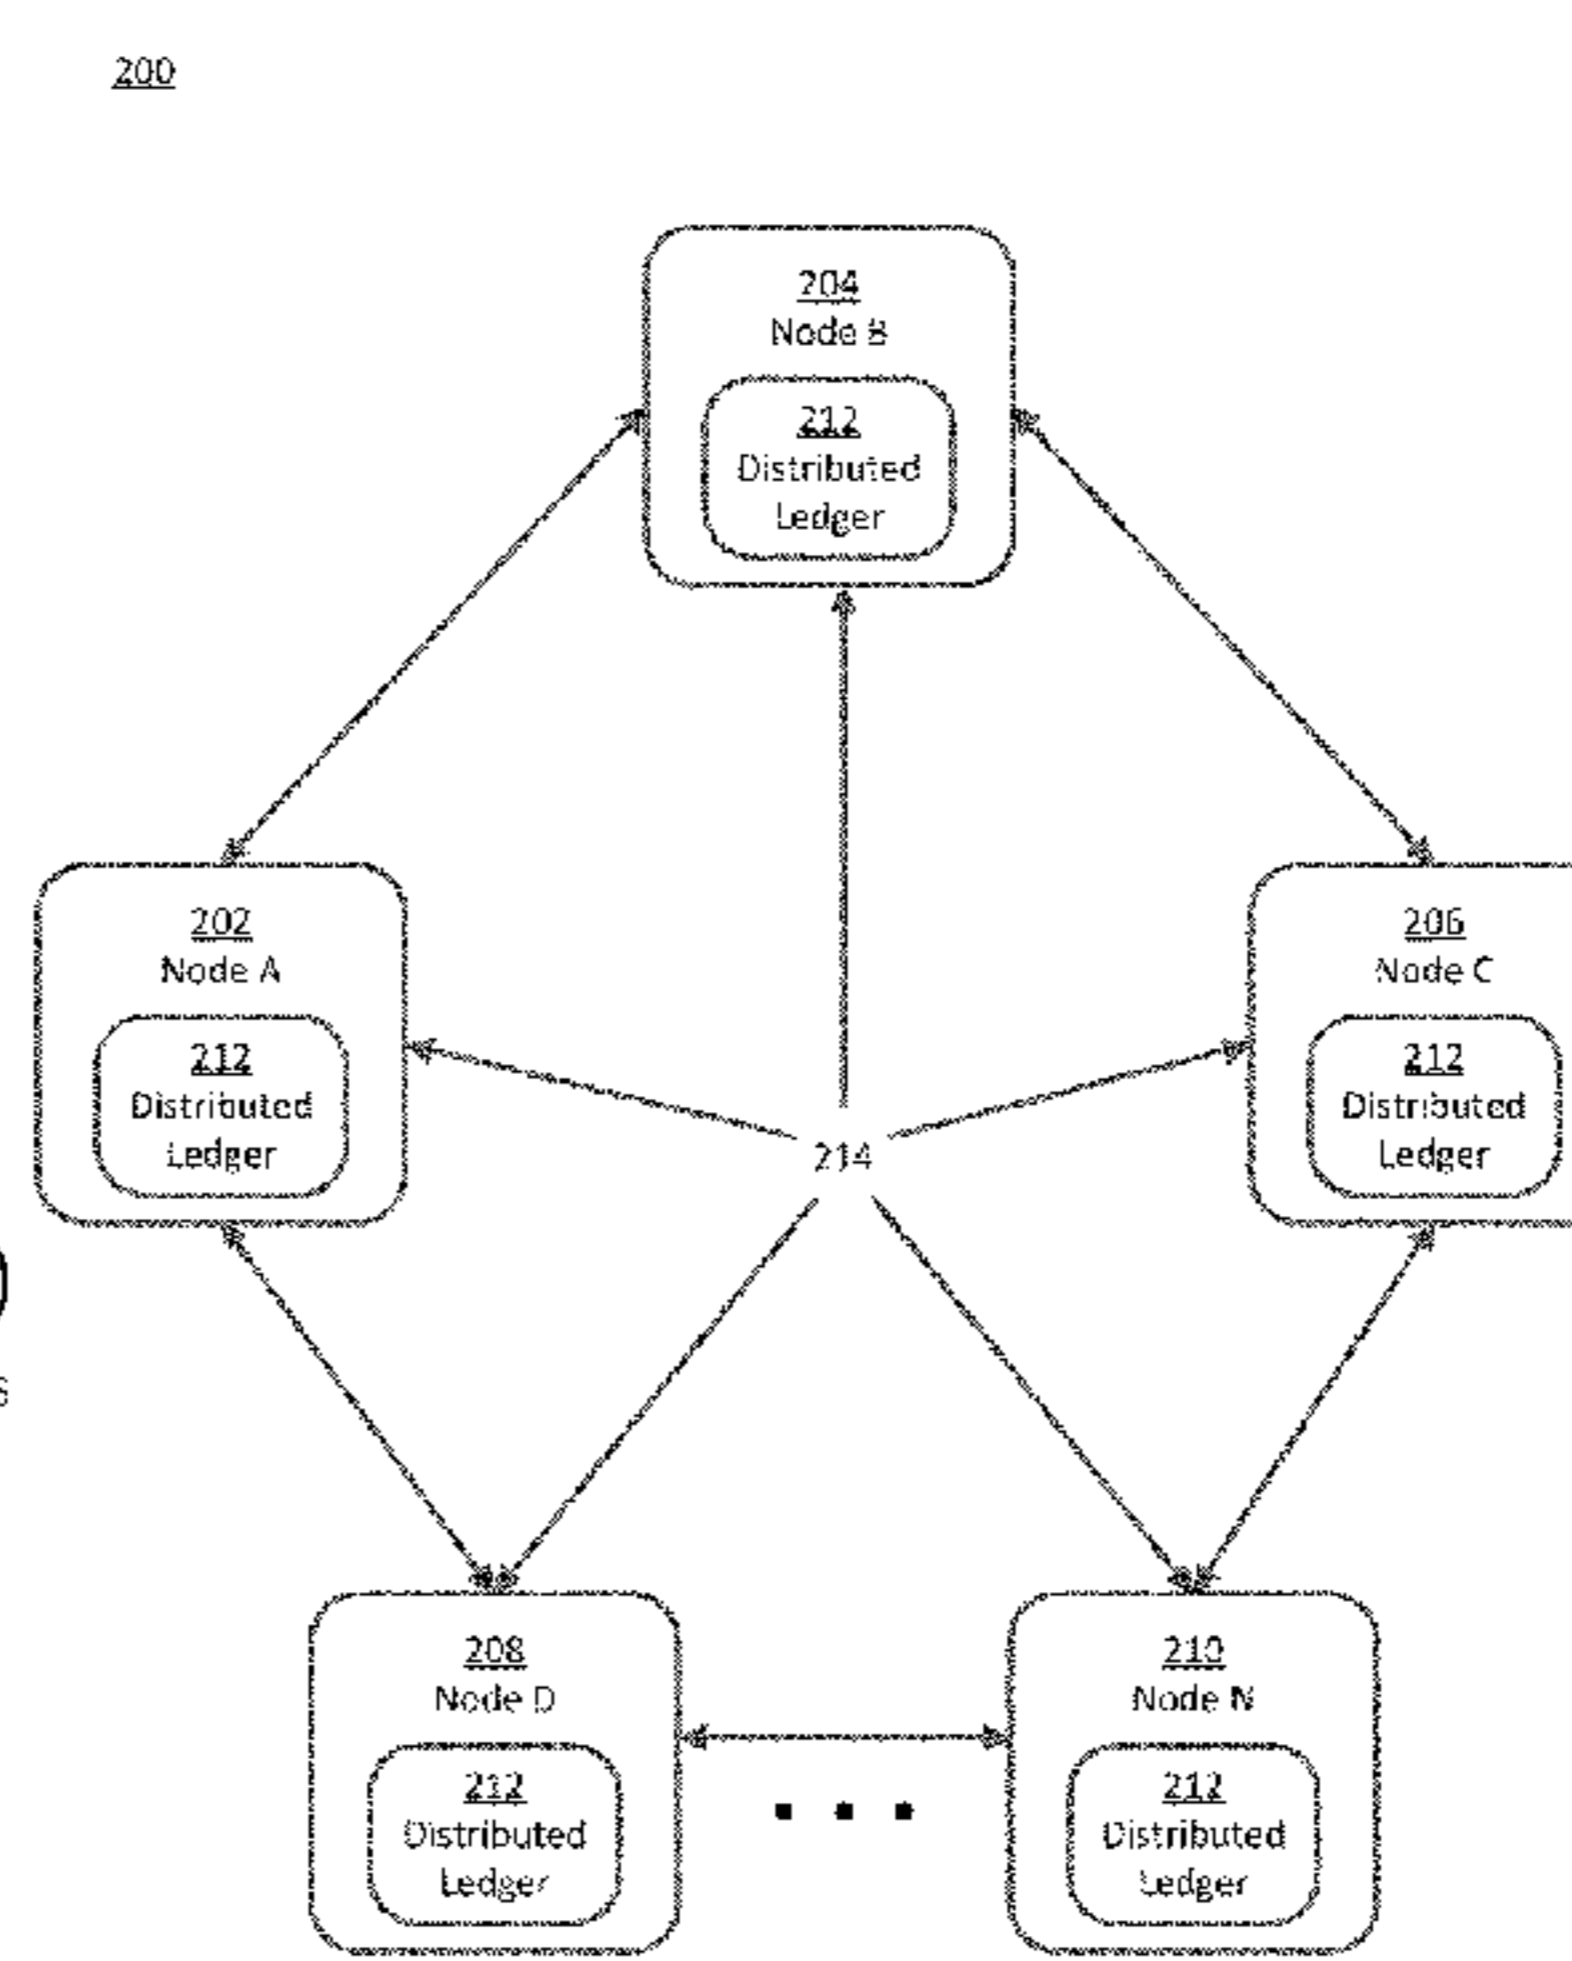 200
204
Node B
212
Distributed
Ledger
202
Node A
212
Distributed
Ledger
206
Node C
212
Distributed
Ledger
214
208
Node D
212
Distributed
Ledger
210
Node N
212
Distributed
Ledger